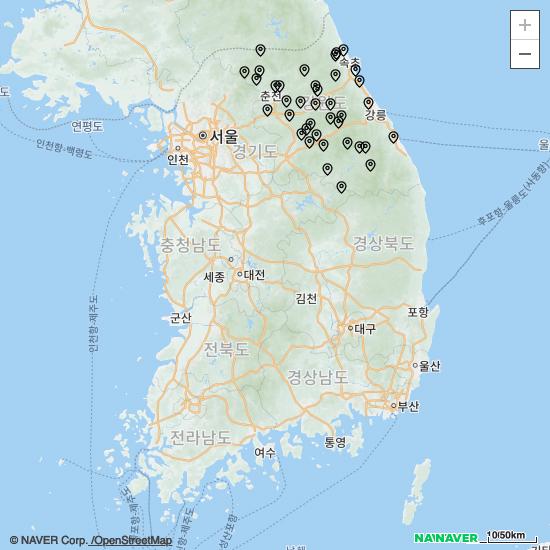 +
−
속초
춘천
강릉
연평도
인천항-백령도
서울
인천
경기도
후포항-울릉도(사동항)
충청남도
경상북도
세종
대전
인천항-제주도
김천
군산
포항
대구
전북도
울산
경상남도
부산
전라남도
통영
여수
© NAVER Corp. /OpenStreetMap
NAVER
10/50km